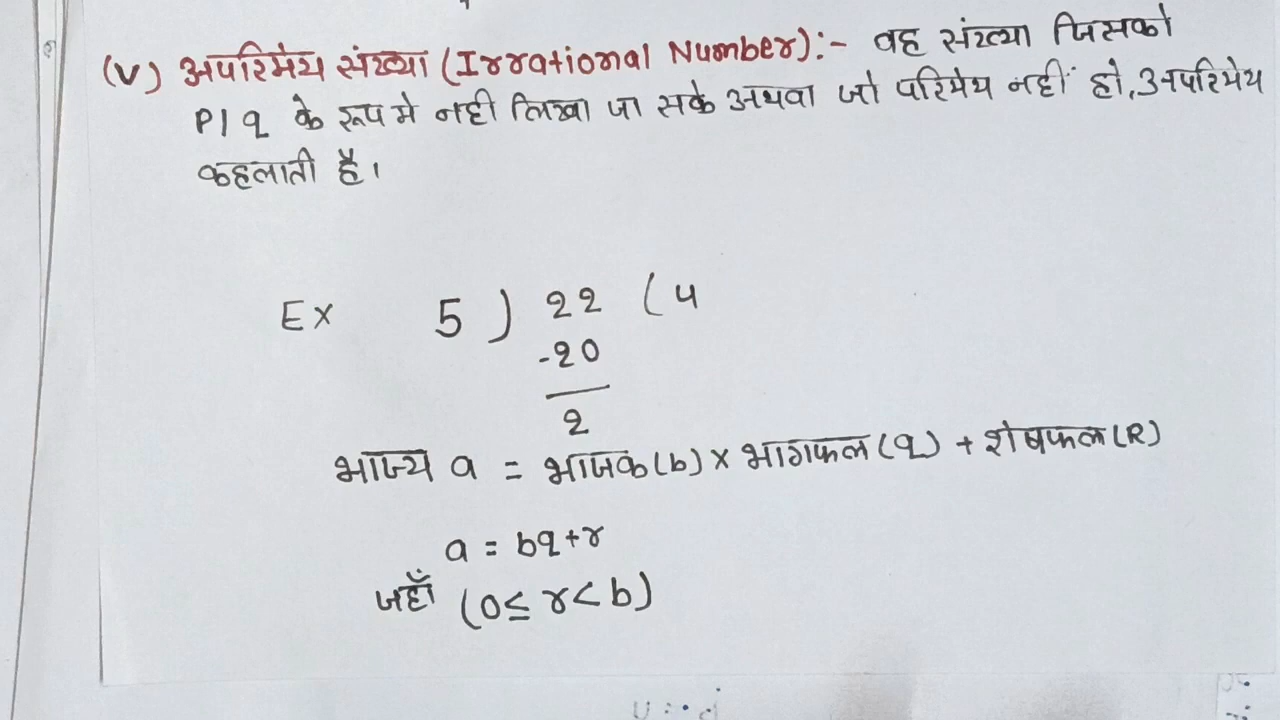 (V) अपरिमेय संख्या (Irrational Number):- वह संख्या जिसको
P/q के रूप मे नही लिखा जा सके अथवा जो परिमेय नहीं हो, अपरिमेय
कहलाती है।
Ex 5 ) 22 ( 4
-20
2
भाज्य a = भाजक(b) × भागफल(q) + शेषफल(R)
a = bq+r
जहाँ (0≤ r< b)